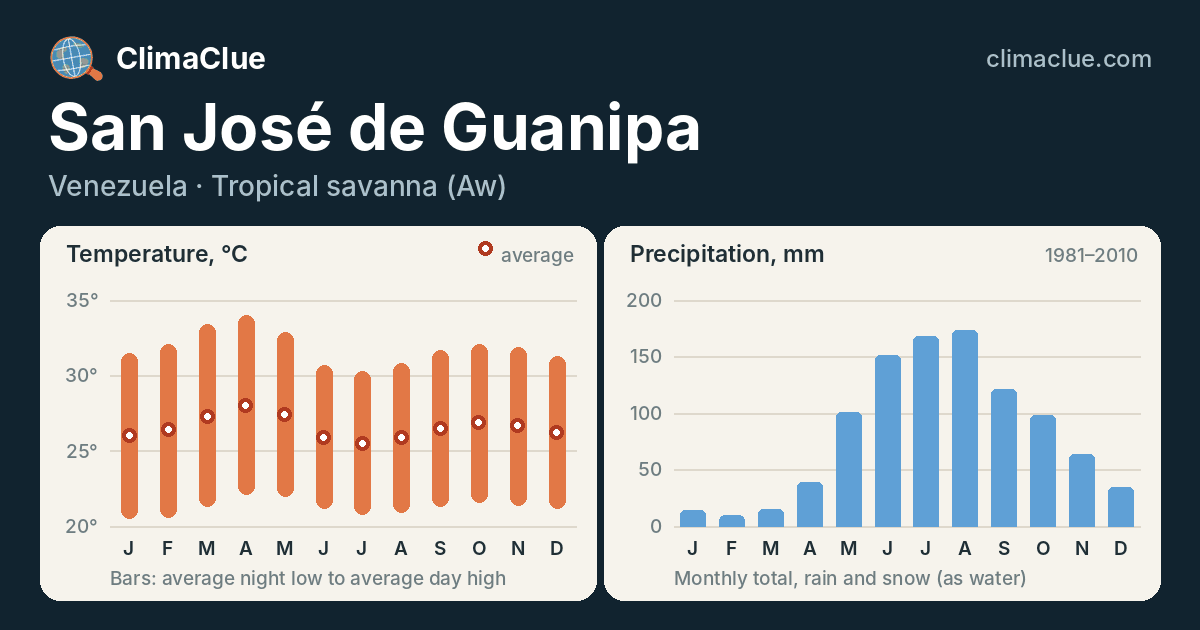 ClimaClue
climaclue.com
San José de Guanipa
Venezuela · Tropical savanna (Aw)
Temperature, °C
average
35°
30°
25°
20°
J F M A M J J A S O N D
Bars: average night low to average day high
Precipitation, mm
1981–2010
200
150
100
50
0
J F M A M J J A S O N D
Monthly total, rain and snow (as water)